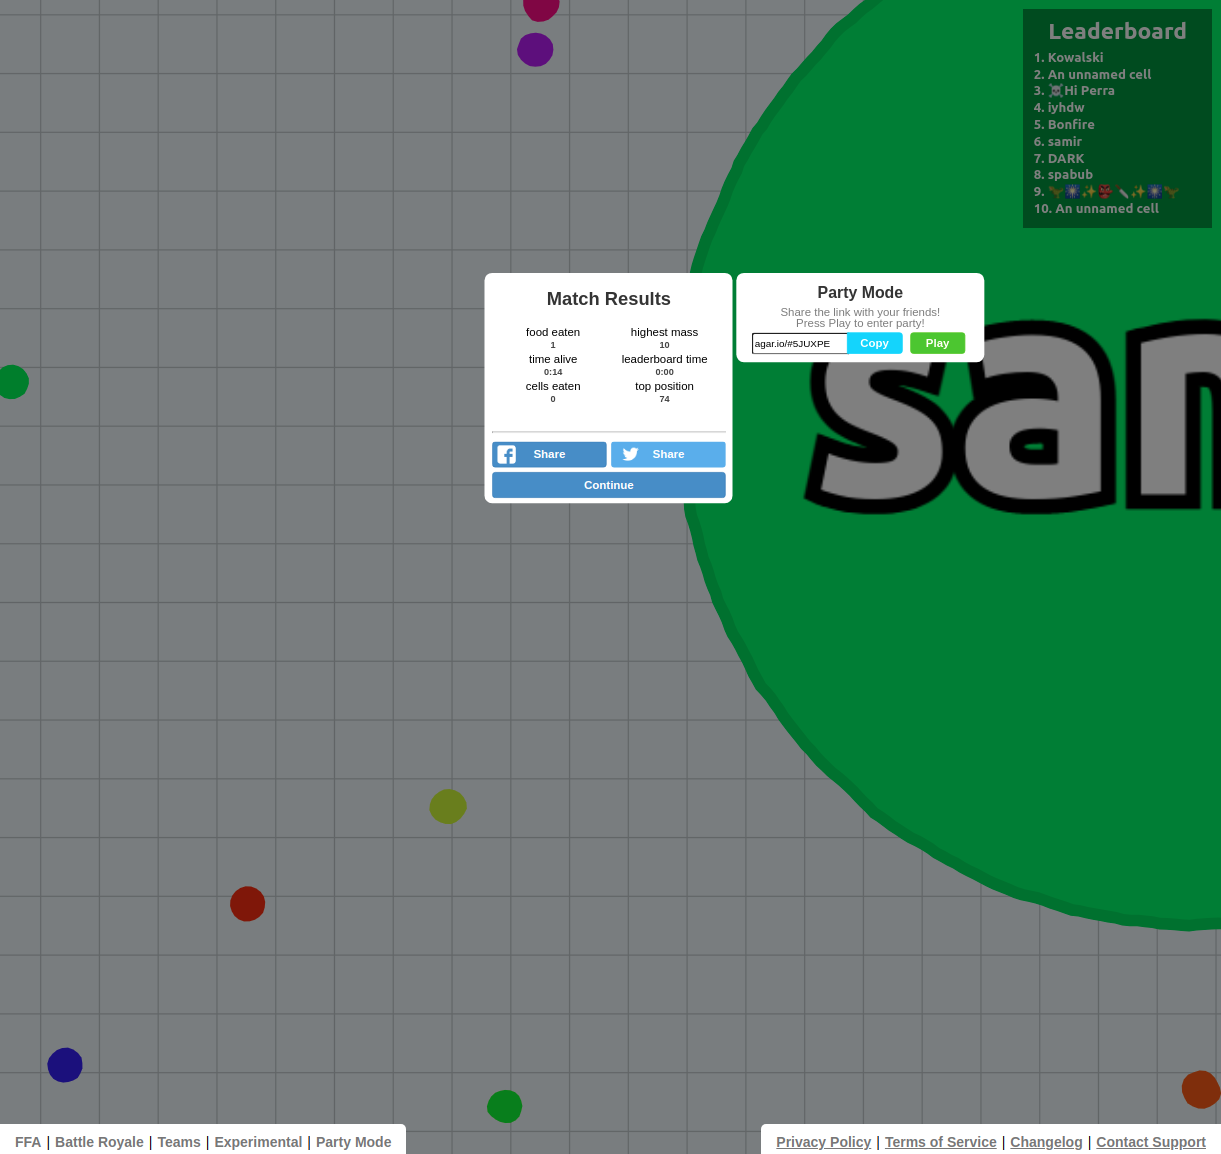 Leaderboard
1. Kowalski
2. An unnamed cell
3. ☠️Hi Perra
4. iyhdw
5. Bonfire
6. samir
7. DARK
8. spabub
9.
10. An unnamed cell
Match Results
food eaten highest mass
1 10
time alive leaderboard time
0:14 0:00
cells eaten top position
0 74
Share Share
Continue
Party Mode
Share the link with your friends!
Press Play to enter party!
agar.io/#5JUXPE Copy Play
FFA | Battle Royale | Teams | Experimental | Party Mode
Privacy Policy | Terms of Service | Changelog | Contact Support